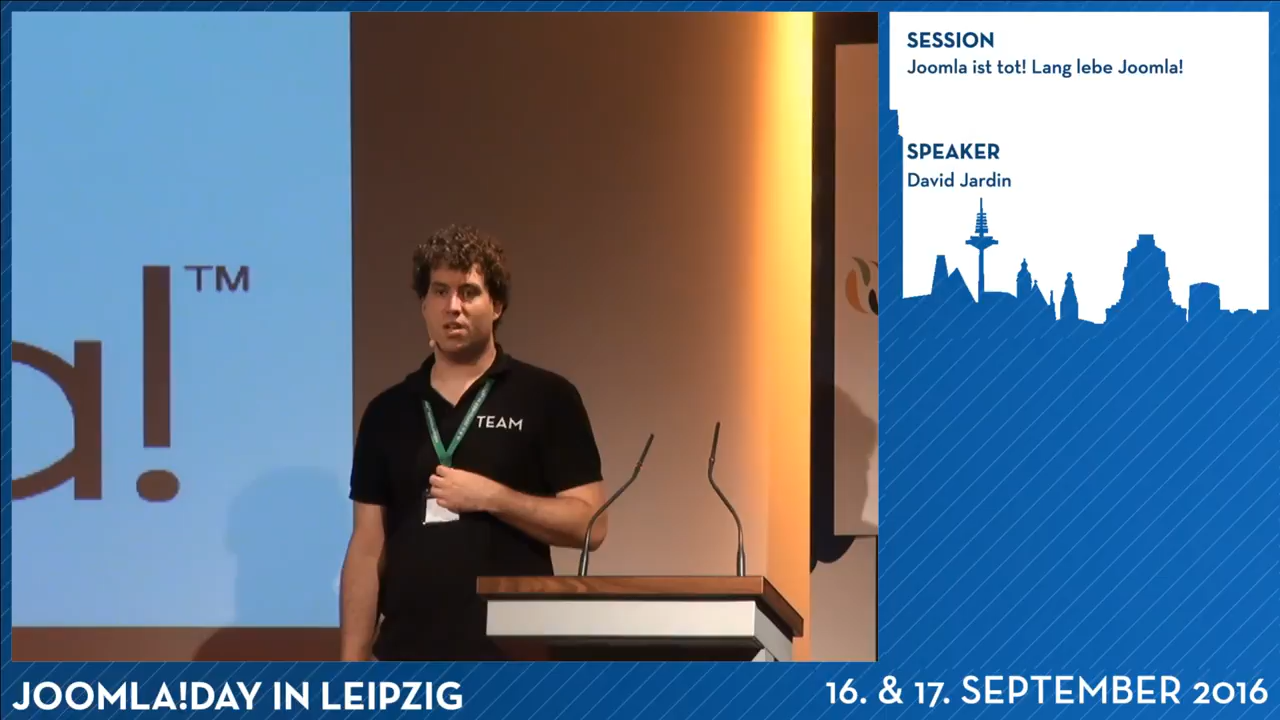 SESSION
Joomla ist tot! Lang lebe Joomla!
SPEAKER
David Jardin
a!™
TEAM
JOOMLA!DAY IN LEIPZIG
16. & 17. SEPTEMBER 2016